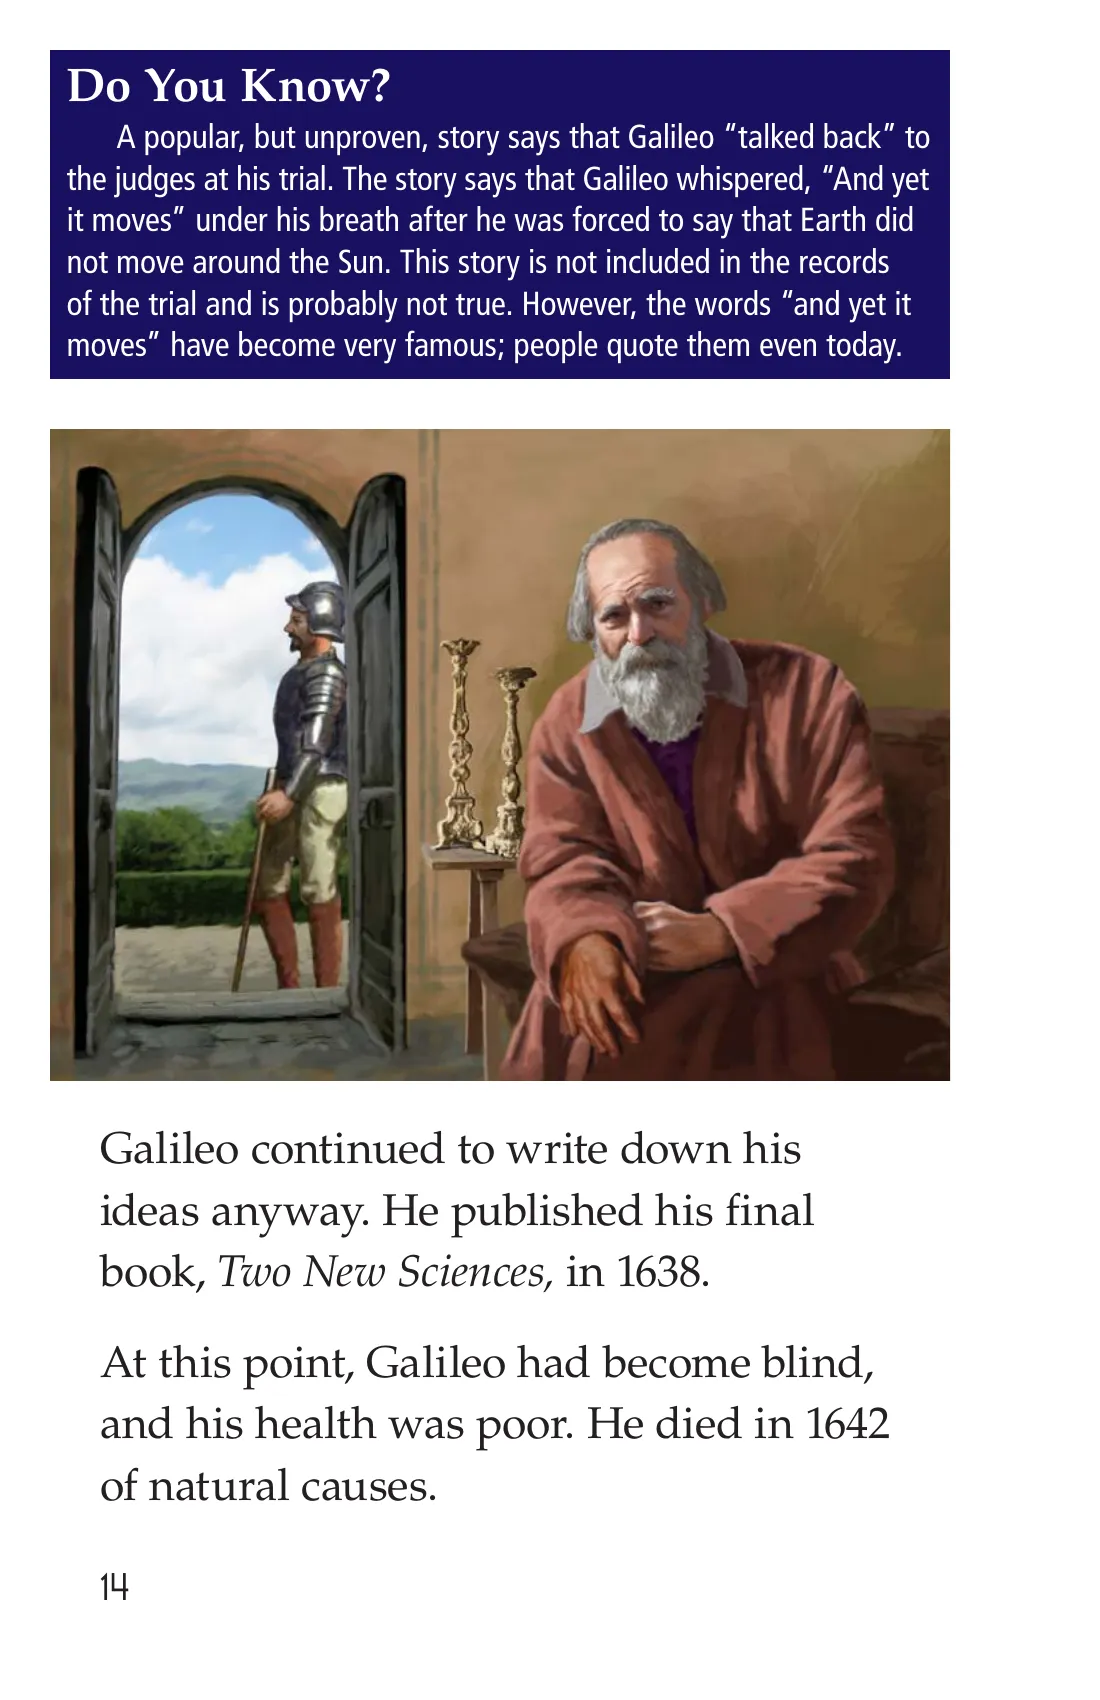 Do You Know?
A popular, but unproven, story says that Galileo “talked back” to
the judges at his trial. The story says that Galileo whispered, “And yet
it moves” under his breath after he was forced to say that Earth did
not move around the Sun. This story is not included in the records
of the trial and is probably not true. However, the words “and yet it
moves” have become very famous; people quote them even today.
Galileo continued to write down his
ideas anyway. He published his final
book, Two New Sciences, in 1638.
At this point, Galileo had become blind,
and his health was poor. He died in 1642
of natural causes.
14